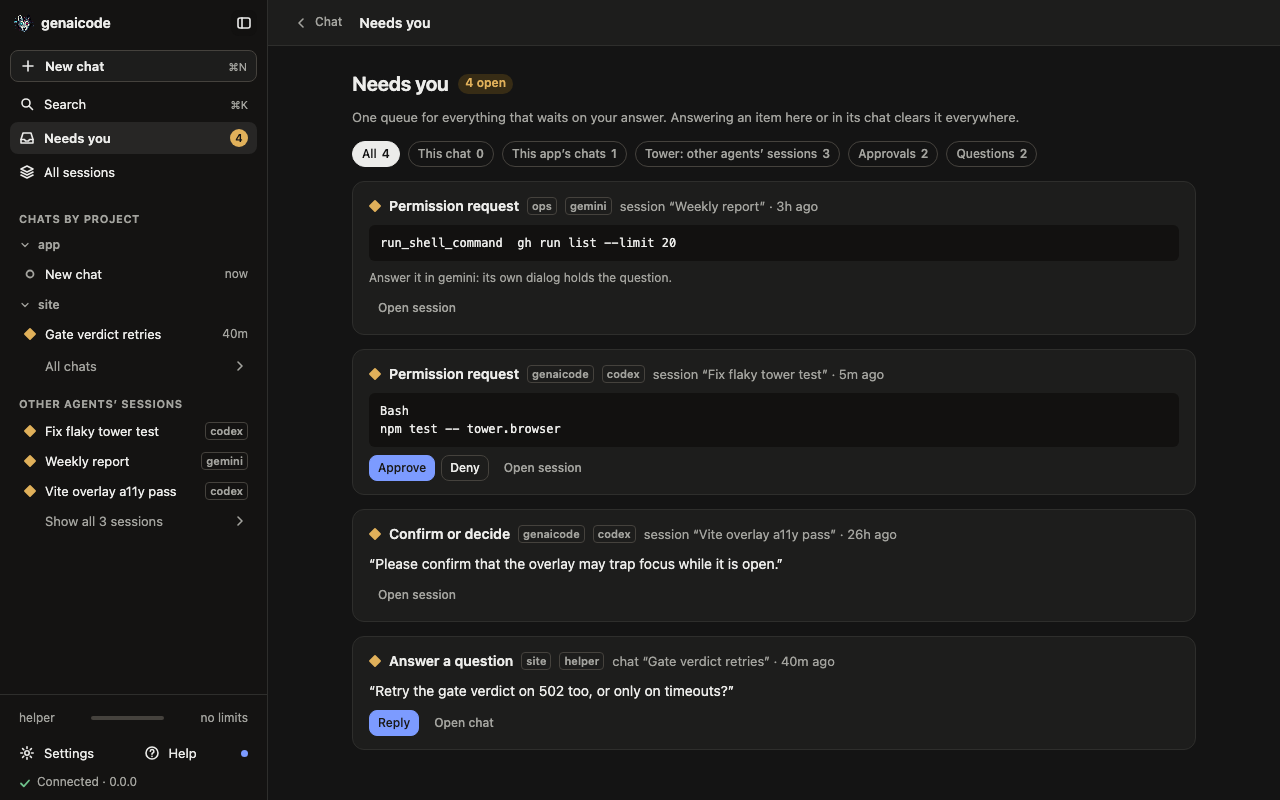 genaicode
New chat ⌘N
Search ⌘K
Needs you 4
All sessions
CHATS BY PROJECT
app
New chat now
site
Gate verdict retries 40m
All chats
OTHER AGENTS’ SESSIONS
Fix flaky tower test codex
Weekly report gemini
Vite overlay a11y pass codex
Show all 3 sessions
helper no limits
Settings Help
Connected · 0.0.0
Chat Needs you
Needs you 4 open
One queue for everything that waits on your answer. Answering an item here or in its chat clears it everywhere.
All 4 This chat 0 This app’s chats 1 Tower: other agents’ sessions 3 Approvals 2 Questions 2
Permission request ops gemini session “Weekly report” · 3h ago
run_shell_command gh run list --limit 20
Answer it in gemini: its own dialog holds the question.
Open session
Permission request genaicode codex session “Fix flaky tower test” · 5m ago
Bash
npm test -- tower.browser
Approve Deny Open session
Confirm or decide genaicode codex session “Vite overlay a11y pass” · 26h ago
“Please confirm that the overlay may trap focus while it is open.”
Open session
Answer a question site helper chat “Gate verdict retries” · 40m ago
“Retry the gate verdict on 502 too, or only on timeouts?”
Reply Open chat